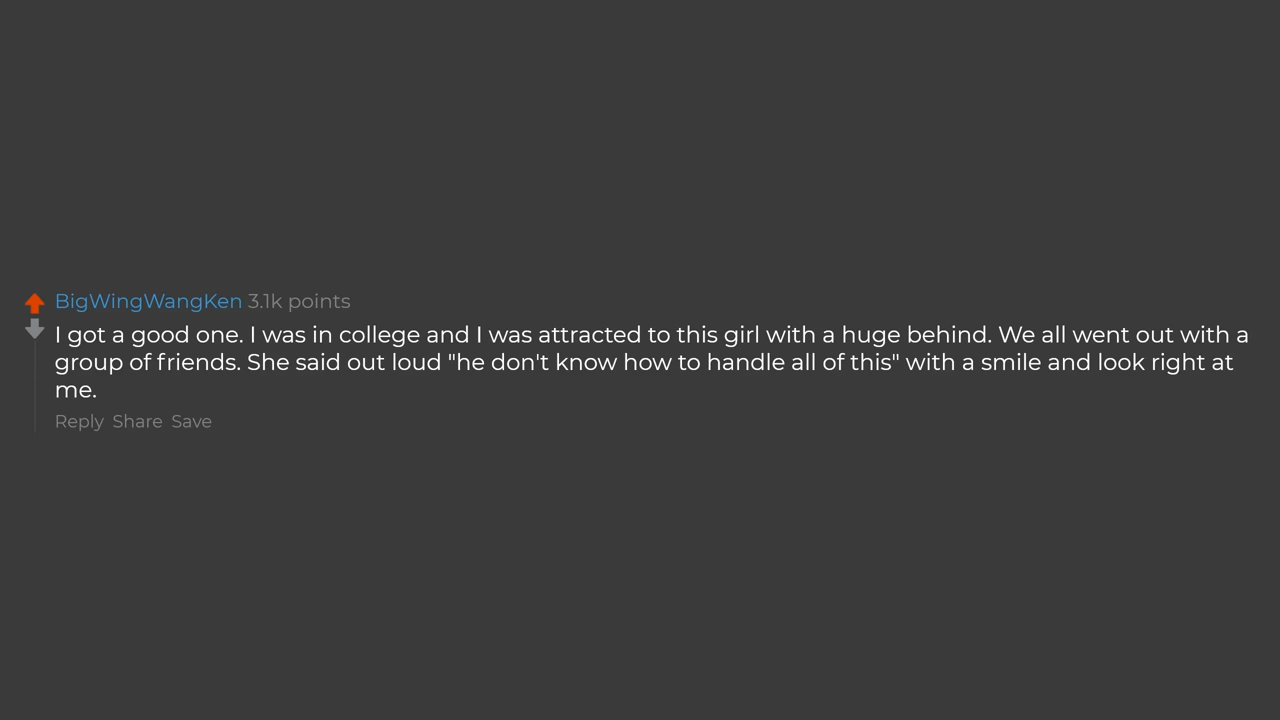 BigWingWangKen 3.1k points
I got a good one. I was in college and I was attracted to this girl with a huge behind. We all went out with a
group of friends. She said out loud "he don't know how to handle all of this" with a smile and look right at
me.
Reply Share Save